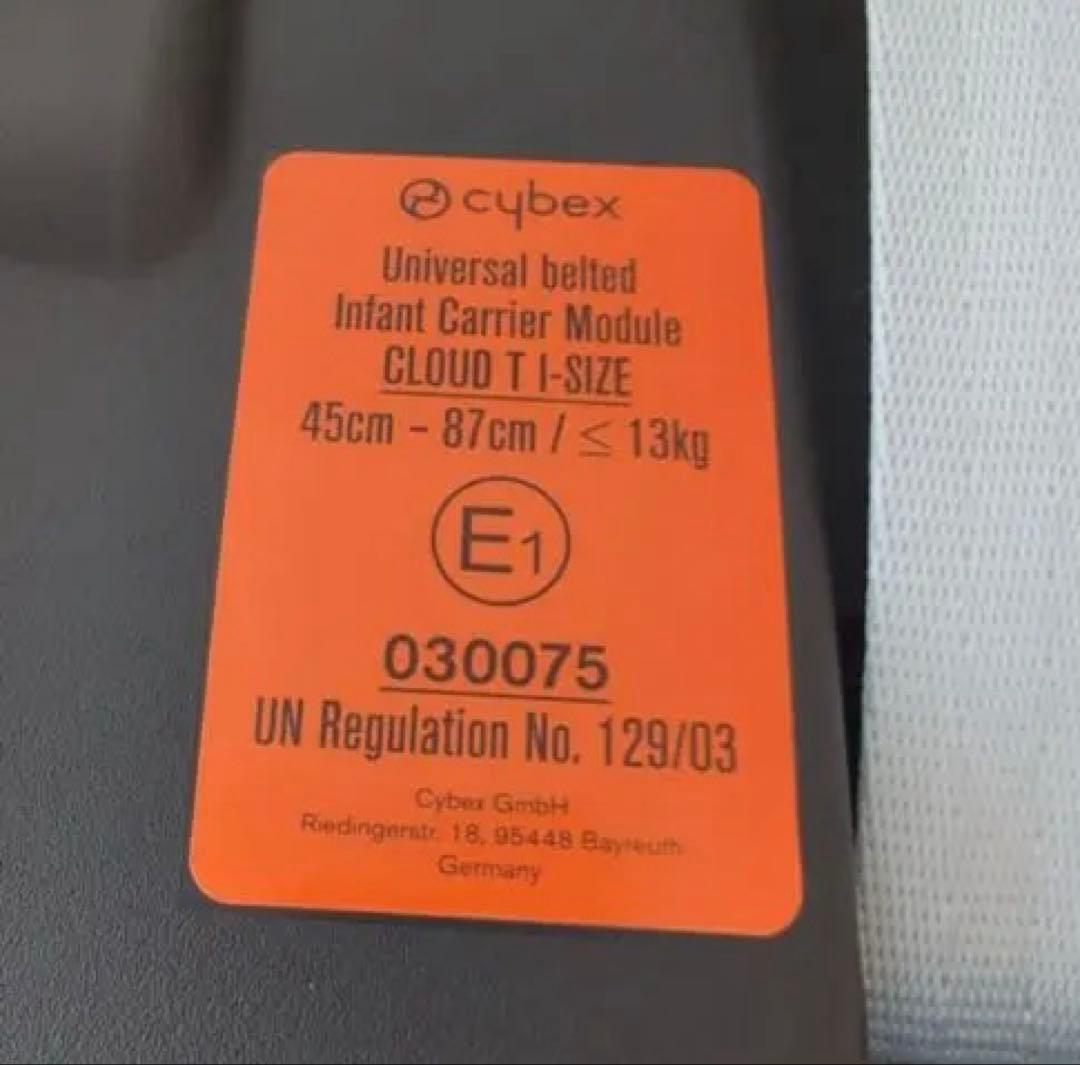 cybex
Universal belted
Infant Carrier Module
CLOUD T I-SIZE
45cm – 87cm / ≤ 13kg
E1
030075
UN Regulation No. 129/03
Cybex GmbH
Riedingerstr. 18, 95448 Bayreuth
Germany